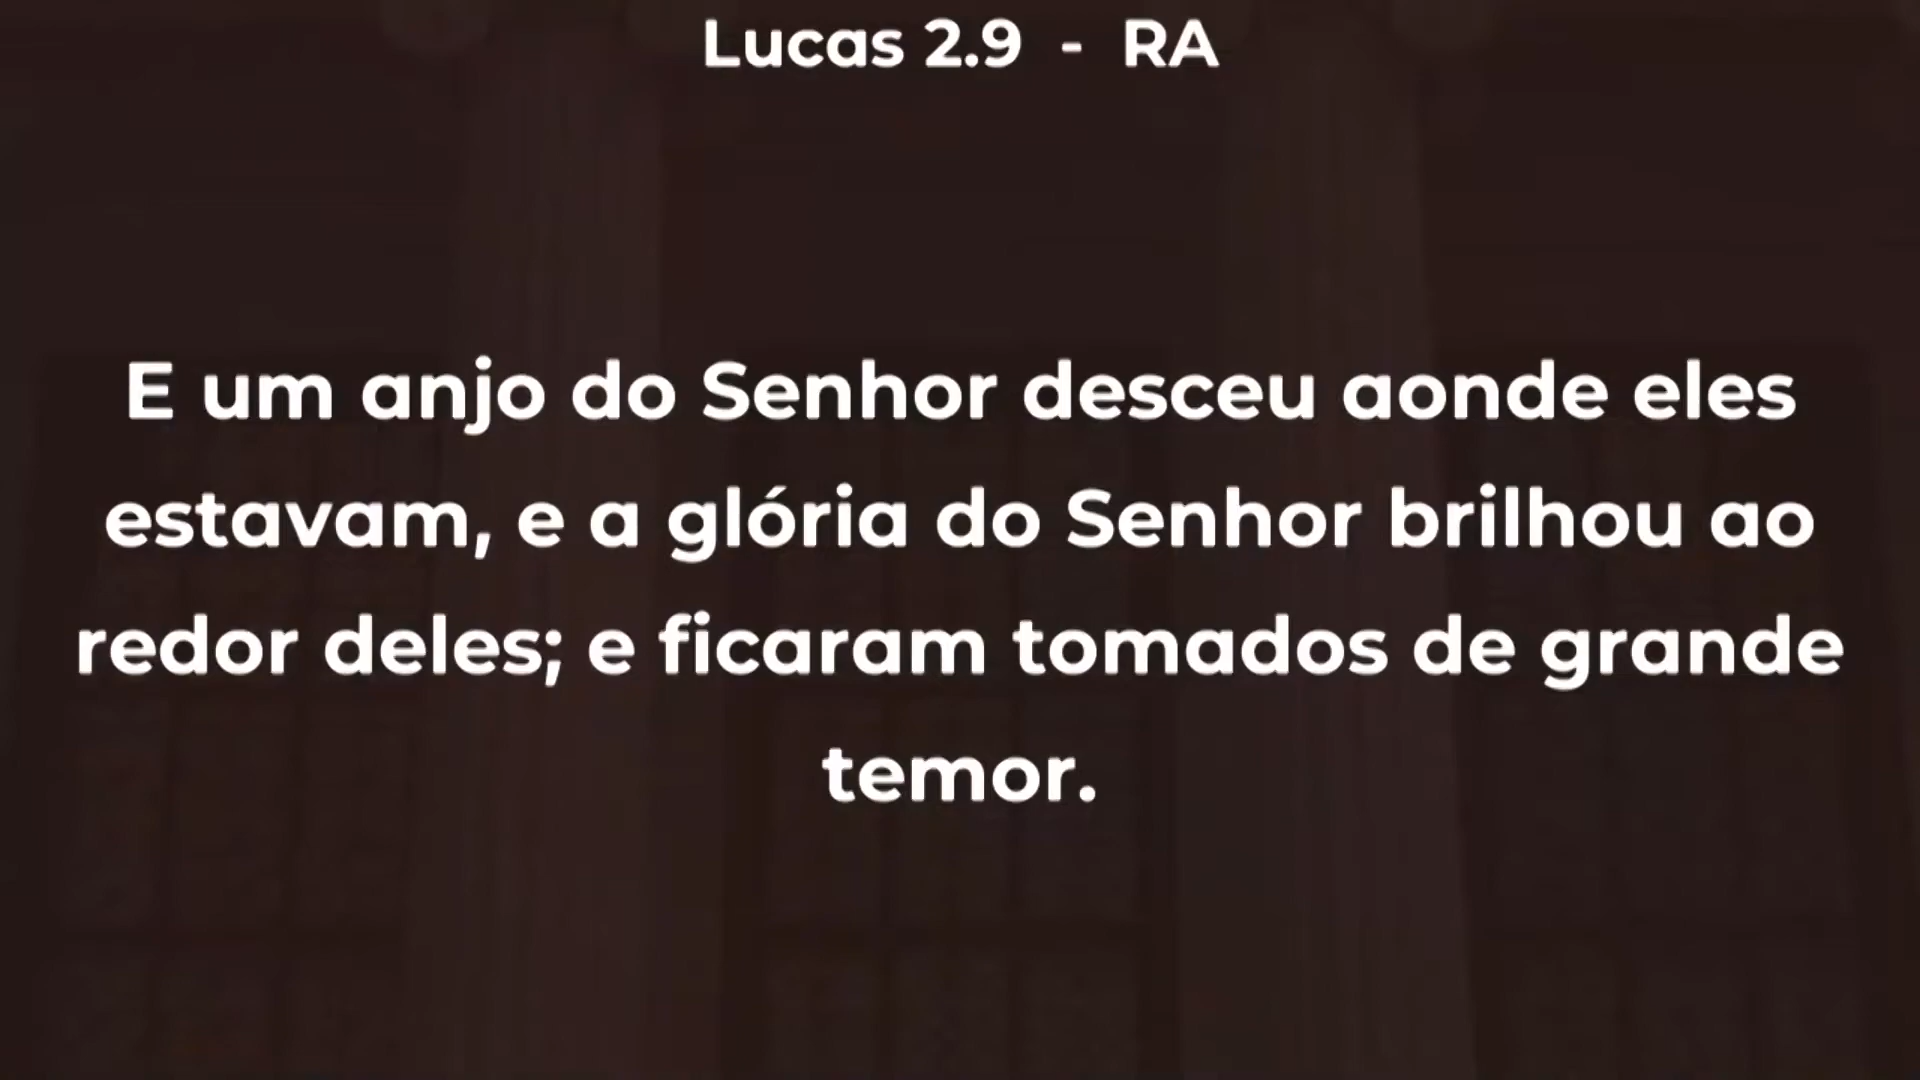 Lucas 2.9 - RA
E um anjo do Senhor desceu aonde eles
estavam, e a glória do Senhor brilhou ao
redor deles; e ficaram tomados de grande
temor.